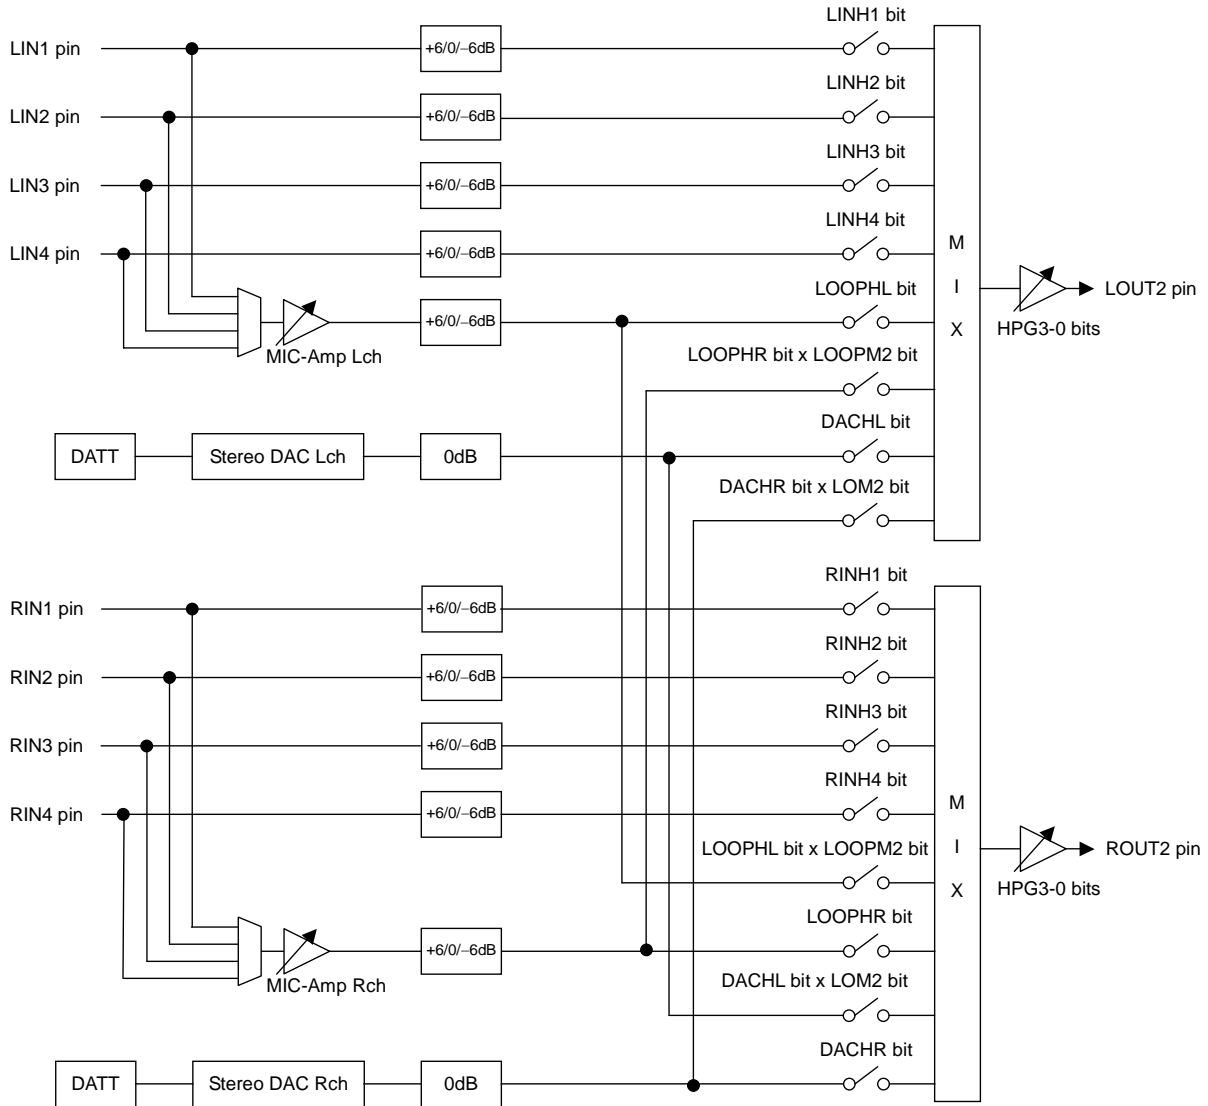 LINH1 bit
LIN1 pin
+6/0/−6dB
LINH2 bit
LIN2 pin
+6/0/−6dB
LINH3 bit
LIN3 pin
+6/0/−6dB
LINH4 bit
LIN4 pin
+6/0/−6dB
M
I
X
LOOPHL bit
+6/0/−6dB
MIC-Amp Lch
LOUT2 pin
HPG3-0 bits
LOOPHR bit x LOOPM2 bit
DACHL bit
DATT
Stereo DAC Lch
0dB
DACHR bit x LOM2 bit
RINH1 bit
RIN1 pin
+6/0/−6dB
RINH2 bit
RIN2 pin
+6/0/−6dB
RINH3 bit
RIN3 pin
+6/0/−6dB
RINH4 bit
RIN4 pin
+6/0/−6dB
M
I
X
LOOPHL bit x LOOPM2 bit
ROUT2 pin
HPG3-0 bits
LOOPHR bit
+6/0/−6dB
MIC-Amp Rch
DACHL bit x LOM2 bit
DACHR bit
DATT
Stereo DAC Rch
0dB